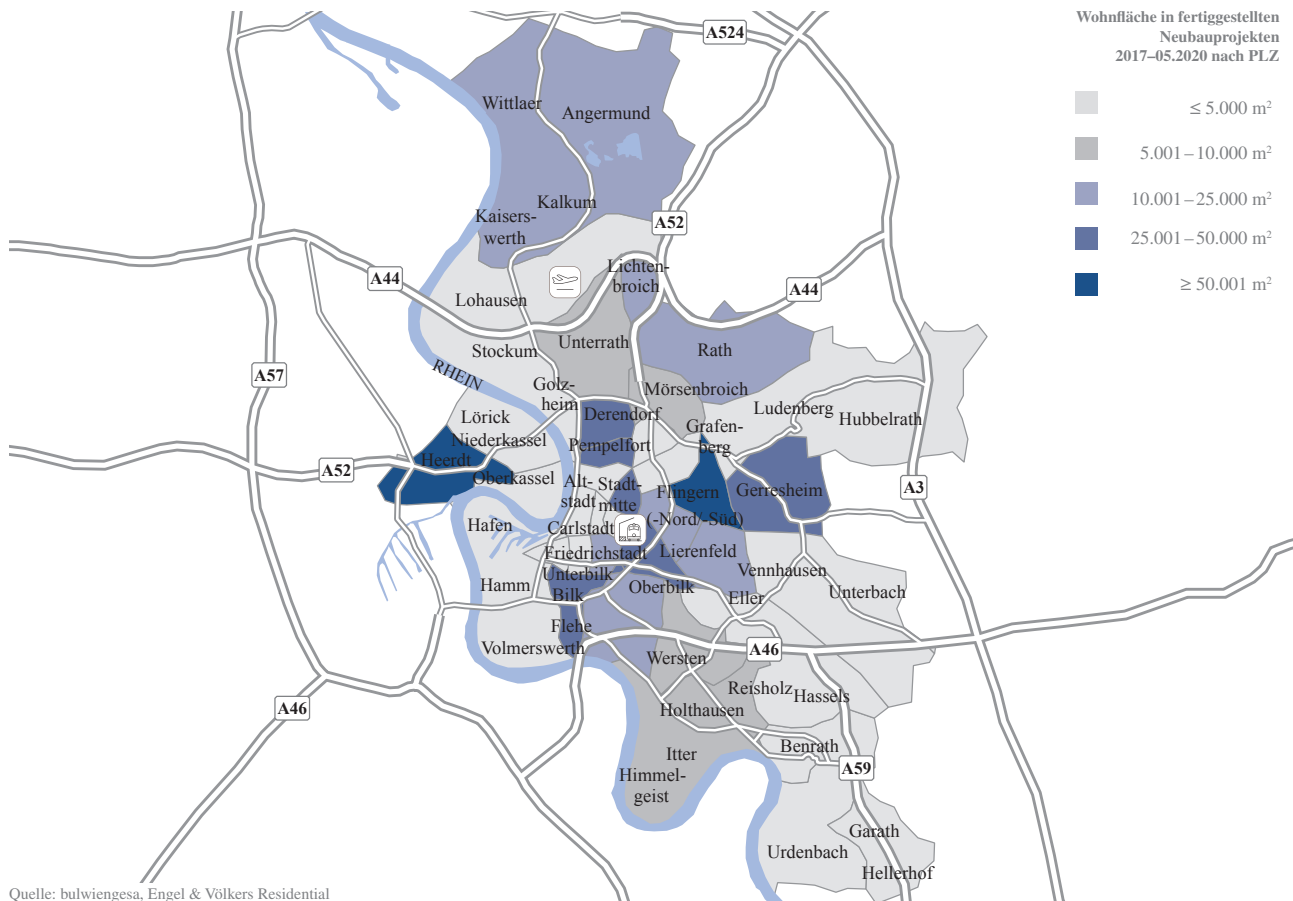 Wohnfläche in fertiggestellten
Neubauprojekten
2017–05.2020 nach PLZ
≤ 5.000 m²
5.001–10.000 m²
10.001–25.000 m²
25.001–50.000 m²
≥ 50.001 m²
A524
Wittlaer
Angermund
Kalkum
Kaisers-
werth
A52
A44
Lichten-
broich
A44
Lohausen
Unterrath
Stockum
Rath
RHEIN
A57
Golz-
heim
Mörsenbroich
Derendorf
Ludenberg
Hubbelrath
Lörick
Niederkassel
Pempelfort
Grafen-
berg
A52
Heerdt
Oberkassel
Alt-
stadt
Stadt-
mitte
Flingern
(-Nord/-Süd)
Gerresheim
A3
Hafen
Carlstadt
Friedrichstadt
Lierenfeld
Vennhausen
Hamm
Unterbilk
Bilk
Oberbilk
Eller
Unterbach
Flehe
Volmerswerth
Wersten
A46
A46
Reisholz
Hassels
Holthausen
Itter
Benrath
Himmel-
geist
A59
Garath
Urdenbach
Hellerhof
Quelle: bulwiengesa, Engel & Völkers Residential